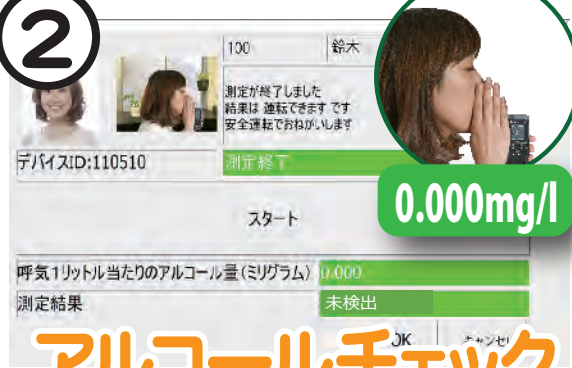 ②
100 鈴木
測定が終了しました
結果は 運転できます です
安全運転でおねがいします
デバイスID:110510 測定終了
0.000mg/l
スタート
呼気1リットル当たりのアルコール量(ミリグラム) 0.000
測定結果 未検出
OK キャンセル
アルコールチェック